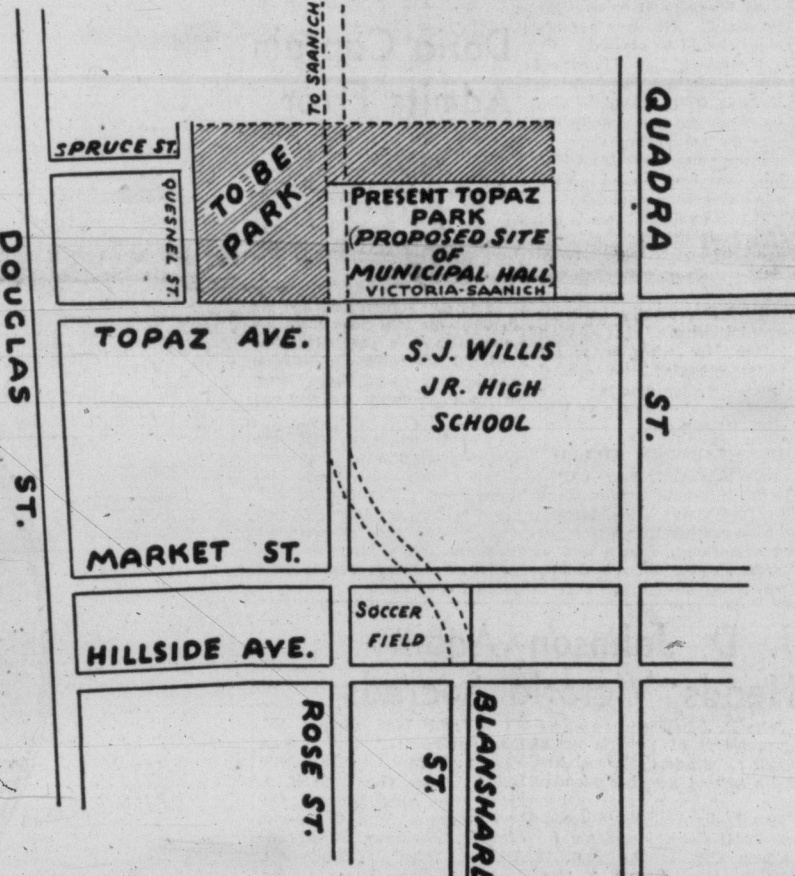 TO SAANICH
SPRUCE ST.
QUESNEL ST.
TO BE
PARK
PRESENT TOPAZ
PARK
(PROPOSED SITE
OF
MUNICIPAL HALL)
VICTORIA-SAANICH
QUADRA ST.
DOUGLAS ST.
TOPAZ AVE.
S.J. WILLIS
JR. HIGH
SCHOOL
MARKET ST.
SOCCER
FIELD
HILLSIDE AVE.
ROSE ST.
BLANSHARD
ST.